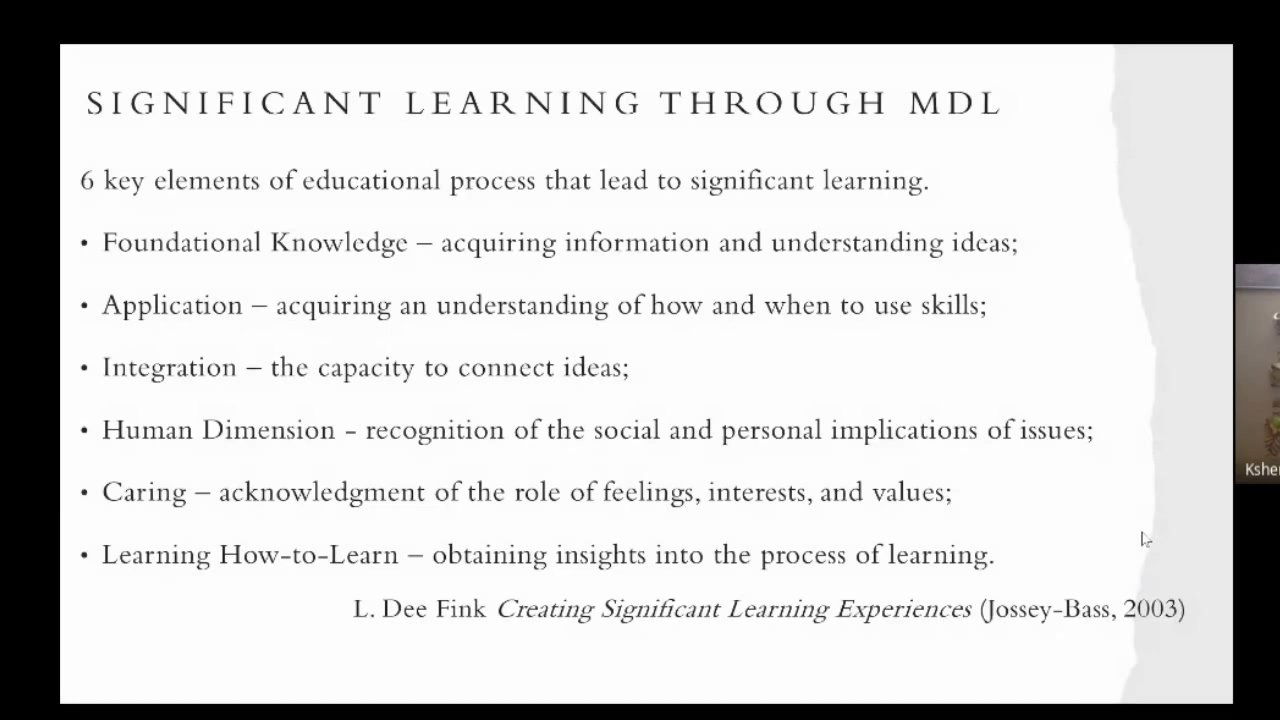 SIGNIFICANT LEARNING THROUGH MDL
6 key elements of educational process that lead to significant learning.
• Foundational Knowledge – acquiring information and understanding ideas;
• Application – acquiring an understanding of how and when to use skills;
• Integration – the capacity to connect ideas;
• Human Dimension - recognition of the social and personal implications of issues;
• Caring – acknowledgment of the role of feelings, interests, and values;
• Learning How-to-Learn – obtaining insights into the process of learning.
L. Dee Fink Creating Significant Learning Experiences (Jossey-Bass, 2003)